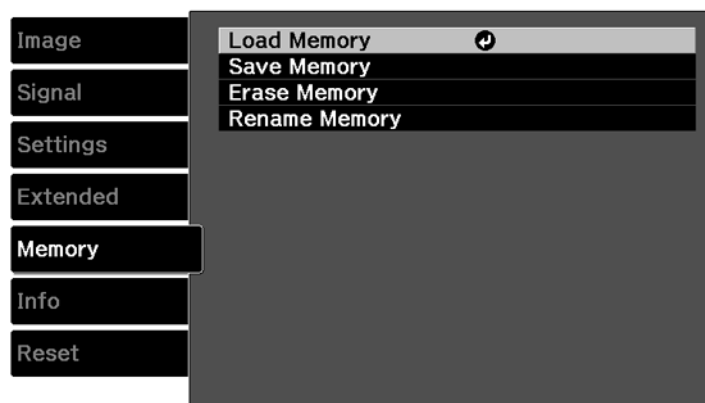 Image
Signal
Settings
Extended
Memory
Info
Reset
Load Memory
Save Memory
Erase Memory
Rename Memory